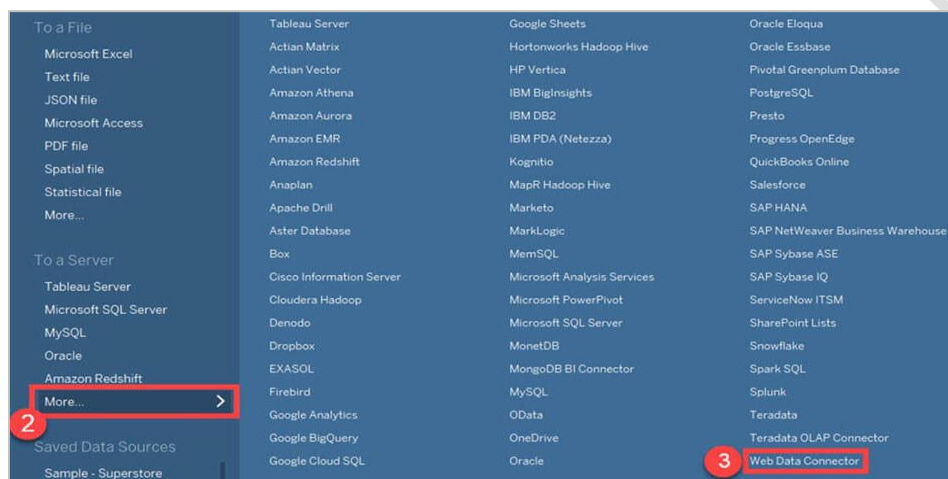 To a File
Microsoft Excel
Text file
JSON file
Microsoft Access
PDF file
Spatial file
Statistical file
More...
To a Server
Tableau Server
Microsoft SQL Server
MySQL
Oracle
Amazon Redshift
More...
2
Saved Data Sources
Sample - Superstore
Tableau Server
Actian Matrix
Actian Vector
Amazon Athena
Amazon Aurora
Amazon EMR
Amazon Redshift
Anaplan
Apache Drill
Aster Database
Box
Cisco Information Server
Cloudera Hadoop
Denodo
Dropbox
EXASOL
Firebird
Google Analytics
Google BigQuery
Google Cloud SQL
Google Sheets
Hortonworks Hadoop Hive
HP Vertica
IBM BigInsights
IBM DB2
IBM PDA (Netezza)
Kognitio
MapR Hadoop Hive
Marketo
MarkLogic
MemSQL
Microsoft Analysis Services
Microsoft PowerPivot
Microsoft SQL Server
MonetDB
MongoDB BI Connector
MySQL
OData
OneDrive
Oracle
Oracle Eloqua
Oracle Essbase
Pivotal Greenplum Database
PostgreSQL
Presto
Progress OpenEdge
QuickBooks Online
Salesforce
SAP HANA
SAP NetWeaver Business Warehouse
SAP Sybase ASE
SAP Sybase IQ
ServiceNow ITSM
SharePoint Lists
Snowflake
Spark SQL
Splunk
Teradata
Teradata OLAP Connector
3 Web Data Connector